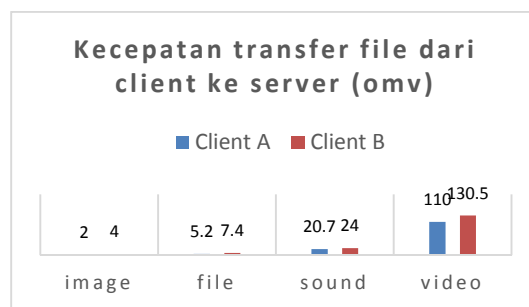 Kecepatan transfer file dari
client ke server (omv)
Client A Client B
2 4 5.2 7.4 20.7 24 110 130.5
image file sound video